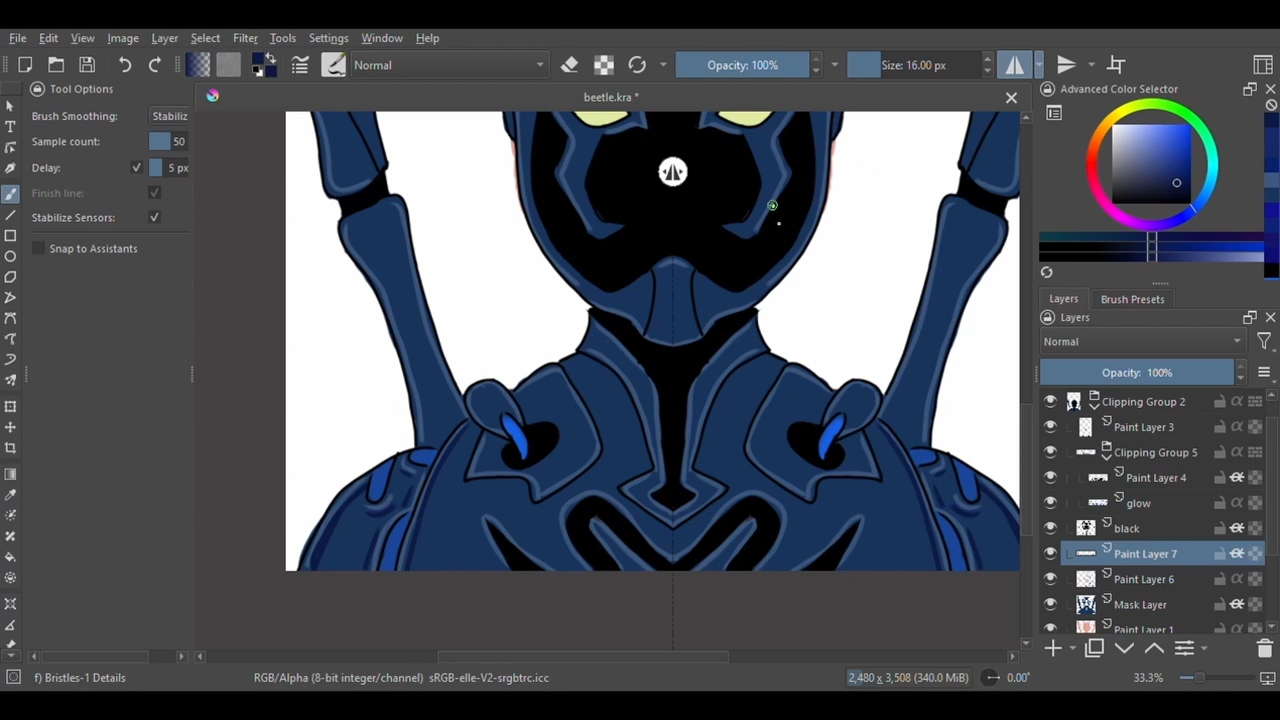 File Edit View Image Layer Select Filter Tools Settings Window Help
Normal Opacity: 100% Size: 16.00 px
Tool Options
beetle.kra *
Advanced Color Selector
Brush Smoothing: Stabiliz
Sample count: 50
Delay: 5 px
Finish line:
Stabilize Sensors:
Snap to Assistants
Layers Brush Presets
Layers
Normal
Opacity: 100%
Clipping Group 2
Paint Layer 3
Clipping Group 5
Paint Layer 4
glow
black
Paint Layer 7
Paint Layer 6
Mask Layer
Paint Layer 1
f) Bristles-1 Details RGB/Alpha (8-bit integer/channel) sRGB-elle-V2-srgbtrc.icc 2,480 x 3,508 (340.0 MiB) 0.00° 33.3%